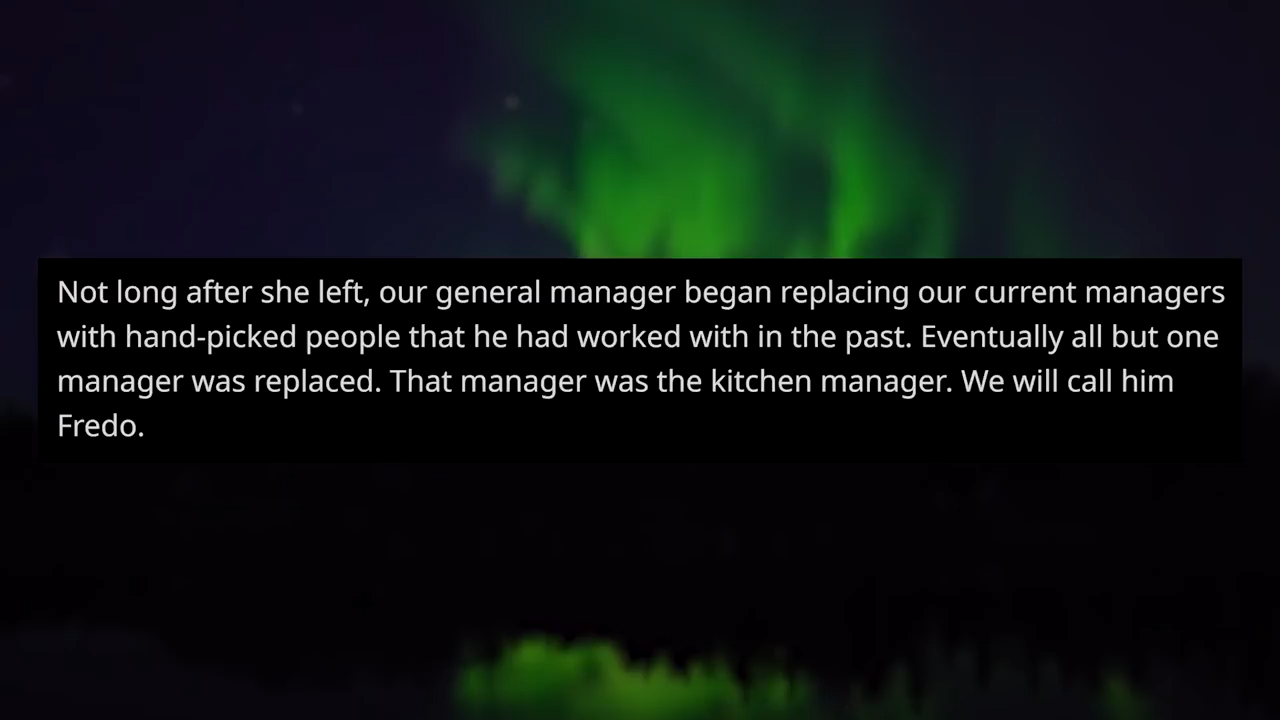 Not long after she left, our general manager began replacing our current managers
with hand-picked people that he had worked with in the past. Eventually all but one
manager was replaced. That manager was the kitchen manager. We will call him
Fredo.